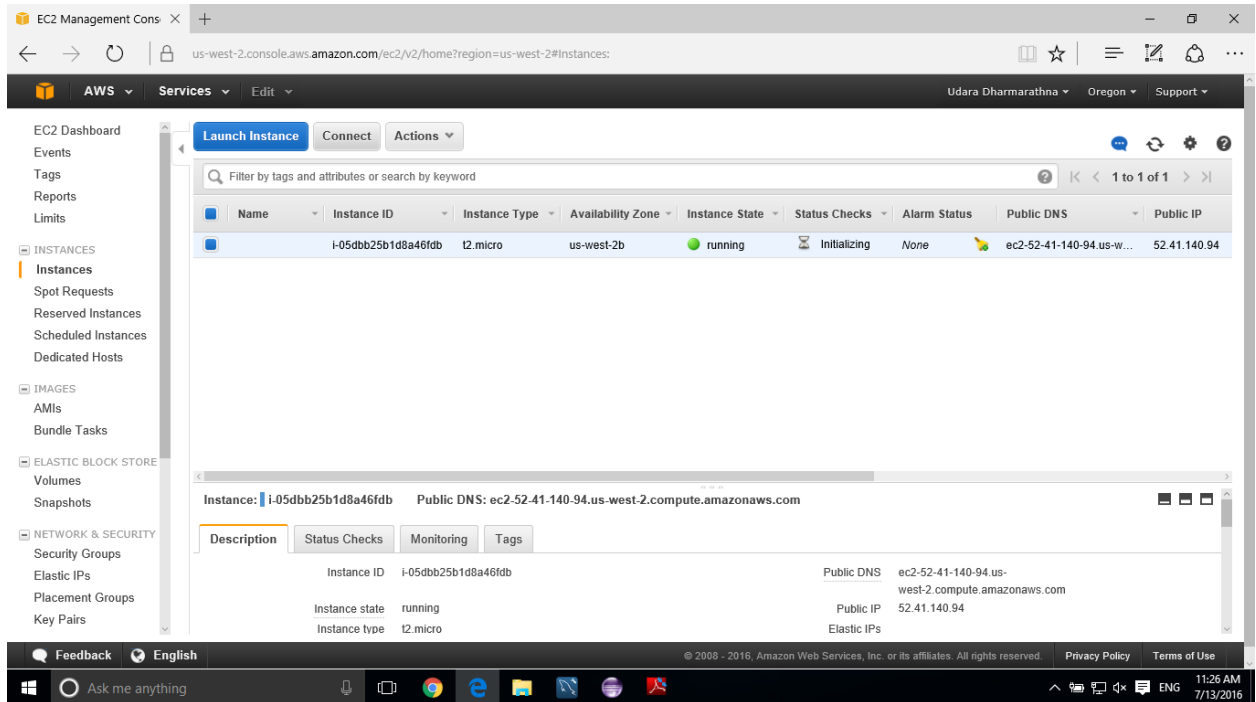 EC2 Management Cons
us-west-2.console.aws.amazon.com/ec2/v2/home?region=us-west-2#Instances:
AWS Services Edit Udara Dharmarathna Oregon Support
EC2 Dashboard
Events
Tags
Reports
Limits
INSTANCES
Instances
Spot Requests
Reserved Instances
Scheduled Instances
Dedicated Hosts
IMAGES
AMIs
Bundle Tasks
ELASTIC BLOCK STORE
Volumes
Snapshots
NETWORK & SECURITY
Security Groups
Elastic IPs
Placement Groups
Key Pairs
Launch Instance Connect Actions
Filter by tags and attributes or search by keyword 1 to 1 of 1
Name Instance ID Instance Type Availability Zone Instance State Status Checks Alarm Status Public DNS Public IP
i-05dbb25b1d8a46fdb t2.micro us-west-2b running Initializing None ec2-52-41-140-94.us-w... 52.41.140.94
Instance: i-05dbb25b1d8a46fdb Public DNS: ec2-52-41-140-94.us-west-2.compute.amazonaws.com
Description Status Checks Monitoring Tags
Instance ID i-05dbb25b1d8a46fdb Public DNS ec2-52-41-140-94.us-
west-2.compute.amazonaws.com
Instance state running Public IP 52.41.140.94
Instance type t2.micro Elastic IPs
Feedback English © 2008 - 2016, Amazon Web Services, Inc. or its affiliates. All rights reserved. Privacy Policy Terms of Use
Ask me anything ENG 11:26 AM
7/13/2016